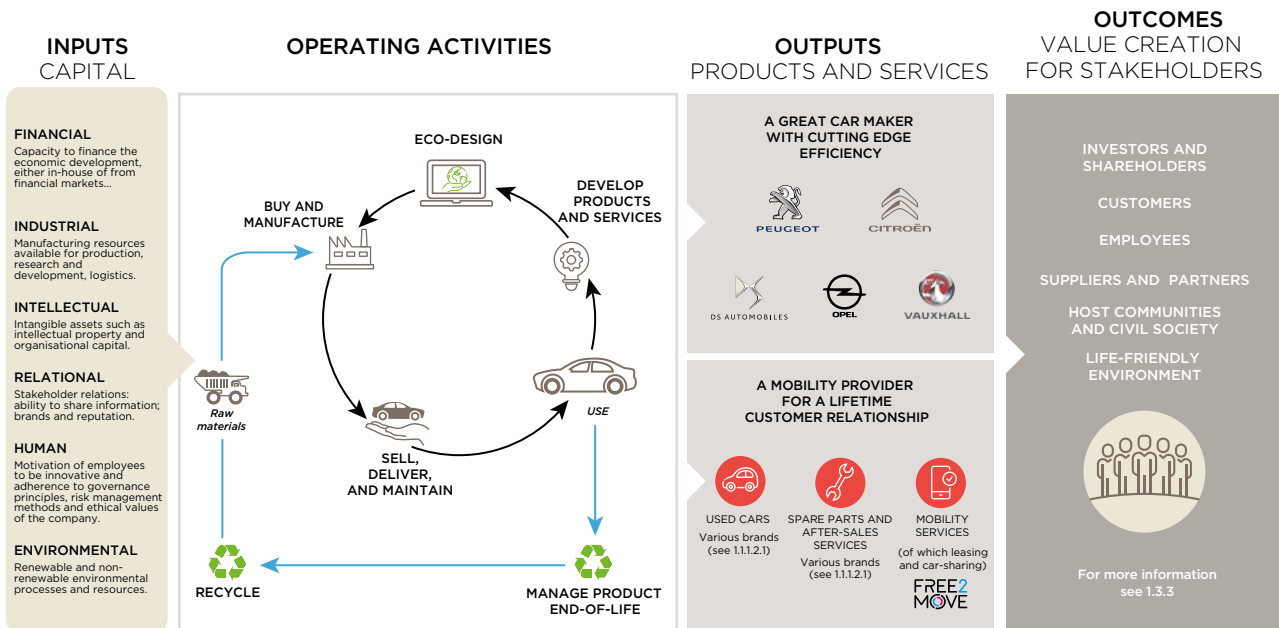 INPUTS
CAPITAL
FINANCIAL
Capacity to finance the
economic development,
either in-house of from
financial markets...
INDUSTRIAL
Manufacturing resources
available for production,
research and
development, logistics.
INTELLECTUAL
Intangible assets such as
intellectual property and
organisational capital.
RELATIONAL
Stakeholder relations:
ability to share information;
brands and reputation.
HUMAN
Motivation of employees
to be innovative and
adherence to governance
principles, risk management
methods and ethical values
of the company.
ENVIRONMENTAL
Renewable and non-
renewable environmental
processes and resources.
OPERATING ACTIVITIES
ECO-DESIGN
DEVELOP
PRODUCTS
AND SERVICES
BUY AND
MANUFACTURE
Raw
materials
USE
SELL,
DELIVER,
AND MAINTAIN
RECYCLE
MANAGE PRODUCT
END-OF-LIFE
OUTPUTS
PRODUCTS AND SERVICES
A GREAT CAR MAKER
WITH CUTTING EDGE
EFFICIENCY
PEUGEOT
CITROËN
DS AUTOMOBILES
OPEL
VAUXHALL
A MOBILITY PROVIDER
FOR A LIFETIME
CUSTOMER RELATIONSHIP
USED CARS
Various brands
(see 1.1.1.2.1)
SPARE PARTS AND
AFTER-SALES
SERVICES
Various brands
(see 1.1.1.2.1)
MOBILITY
SERVICES
(of which leasing
and car-sharing)
FREE2
MOVE
OUTCOMES
VALUE CREATION
FOR STAKEHOLDERS
INVESTORS AND
SHAREHOLDERS
CUSTOMERS
EMPLOYEES
SUPPLIERS AND PARTNERS
HOST COMMUNITIES
AND CIVIL SOCIETY
LIFE-FRIENDLY
ENVIRONMENT
For more information
see 1.3.3